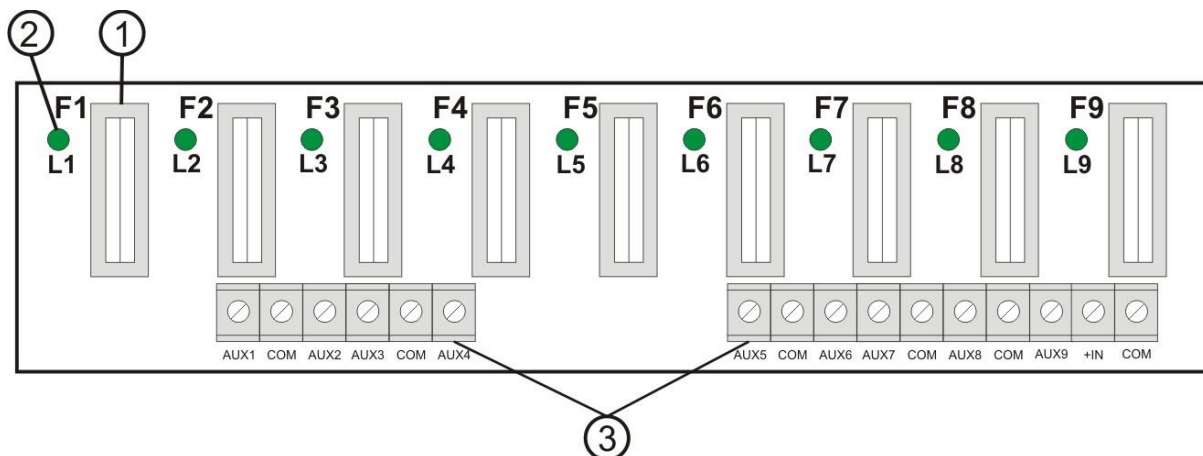 2 1
F1 F2 F3 F4 F5 F6 F7 F8 F9
L1 L2 L3 L4 L5 L6 L7 L8 L9
AUX1 COM AUX2 AUX3 COM AUX4 AUX5 COM AUX6 AUX7 COM AUX8 COM AUX9 +IN COM
3